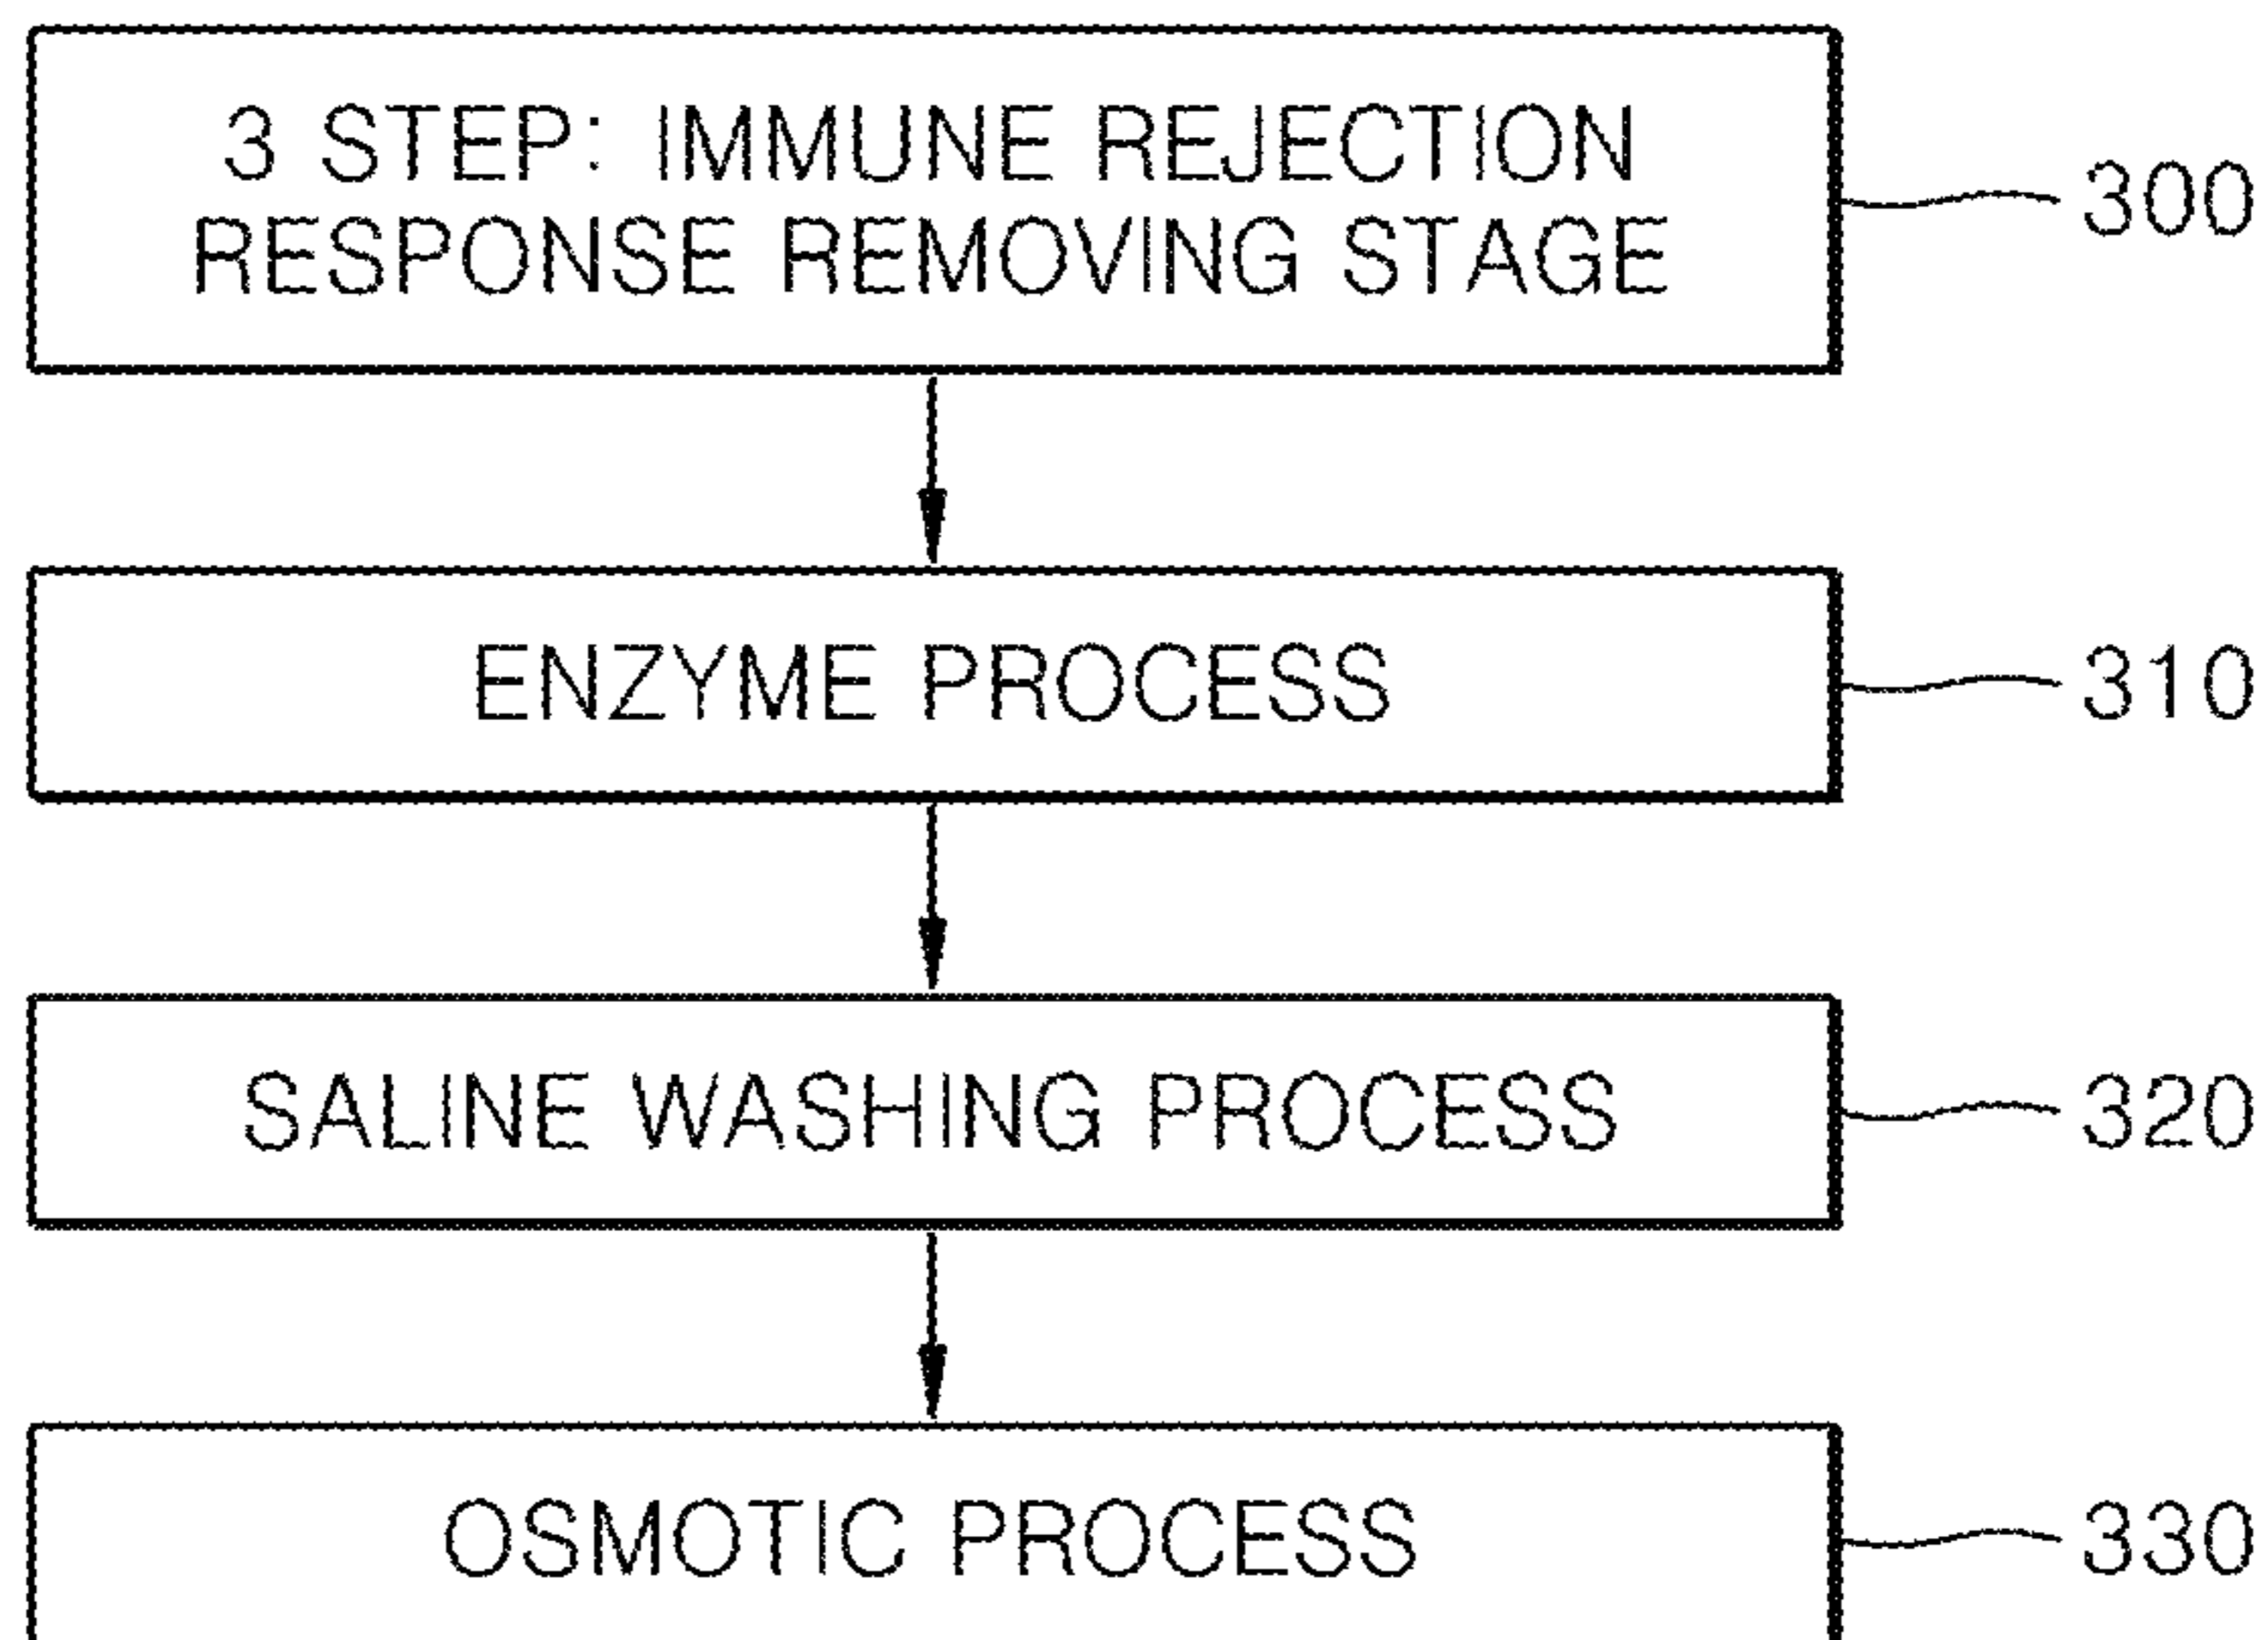 3 STEP: IMMUNE REJECTION
RESPONSE REMOVING STAGE
300
ENZYME PROCESS
310
SALINE WASHING PROCESS
320
OSMOTIC PROCESS
330